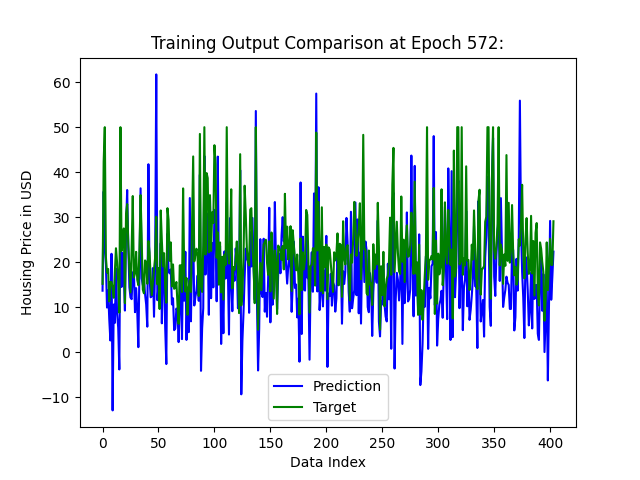 Training Output Comparison at Epoch 572:
Housing Price in USD
60
50
40
30
20
10
0
−10
Prediction
Target
0 50 100 150 200 250 300 350 400
Data Index